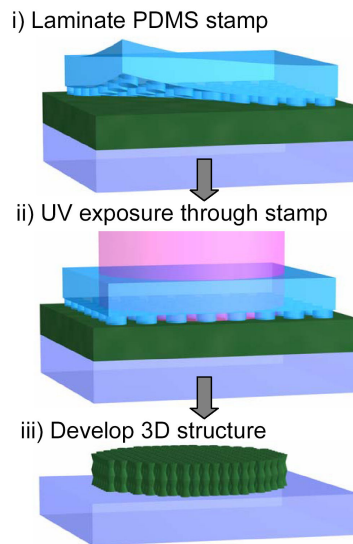 i) Laminate PDMS stamp
ii) UV exposure through stamp
iii) Develop 3D structure